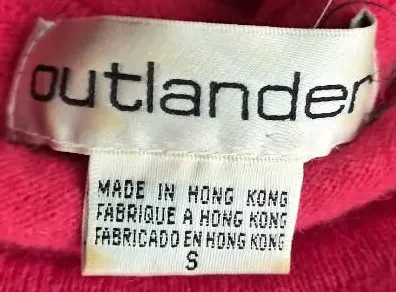 outlander
MADE IN HONG KONG
FABRIQUE A HONG KONG
FABRICADO EN HONG KONG
S